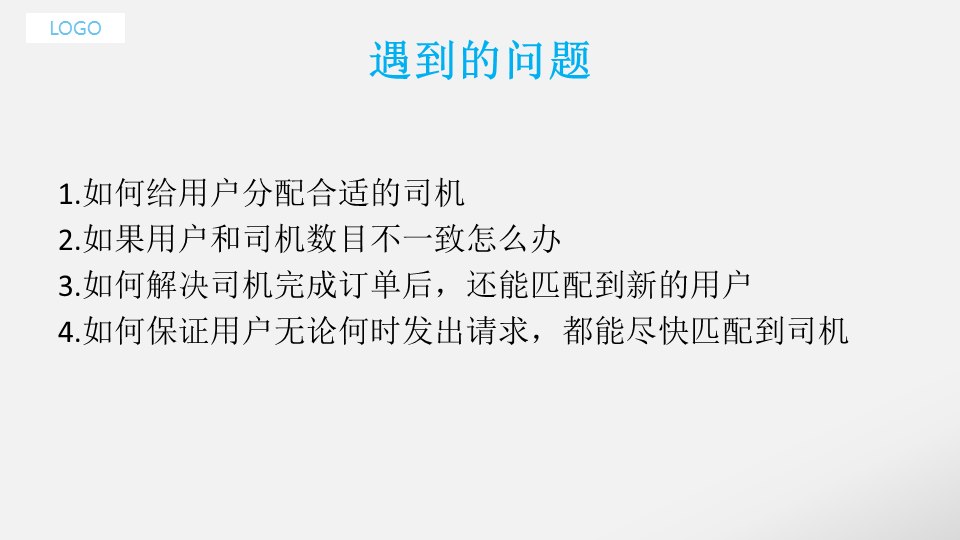 LOGO
遇到的问题
1.如何给用户分配合适的司机
2.如果用户和司机数目不一致怎么办
3.如何解决司机完成订单后，还能匹配到新的用户
4.如何保证用户无论何时发出请求，都能尽快匹配到司机